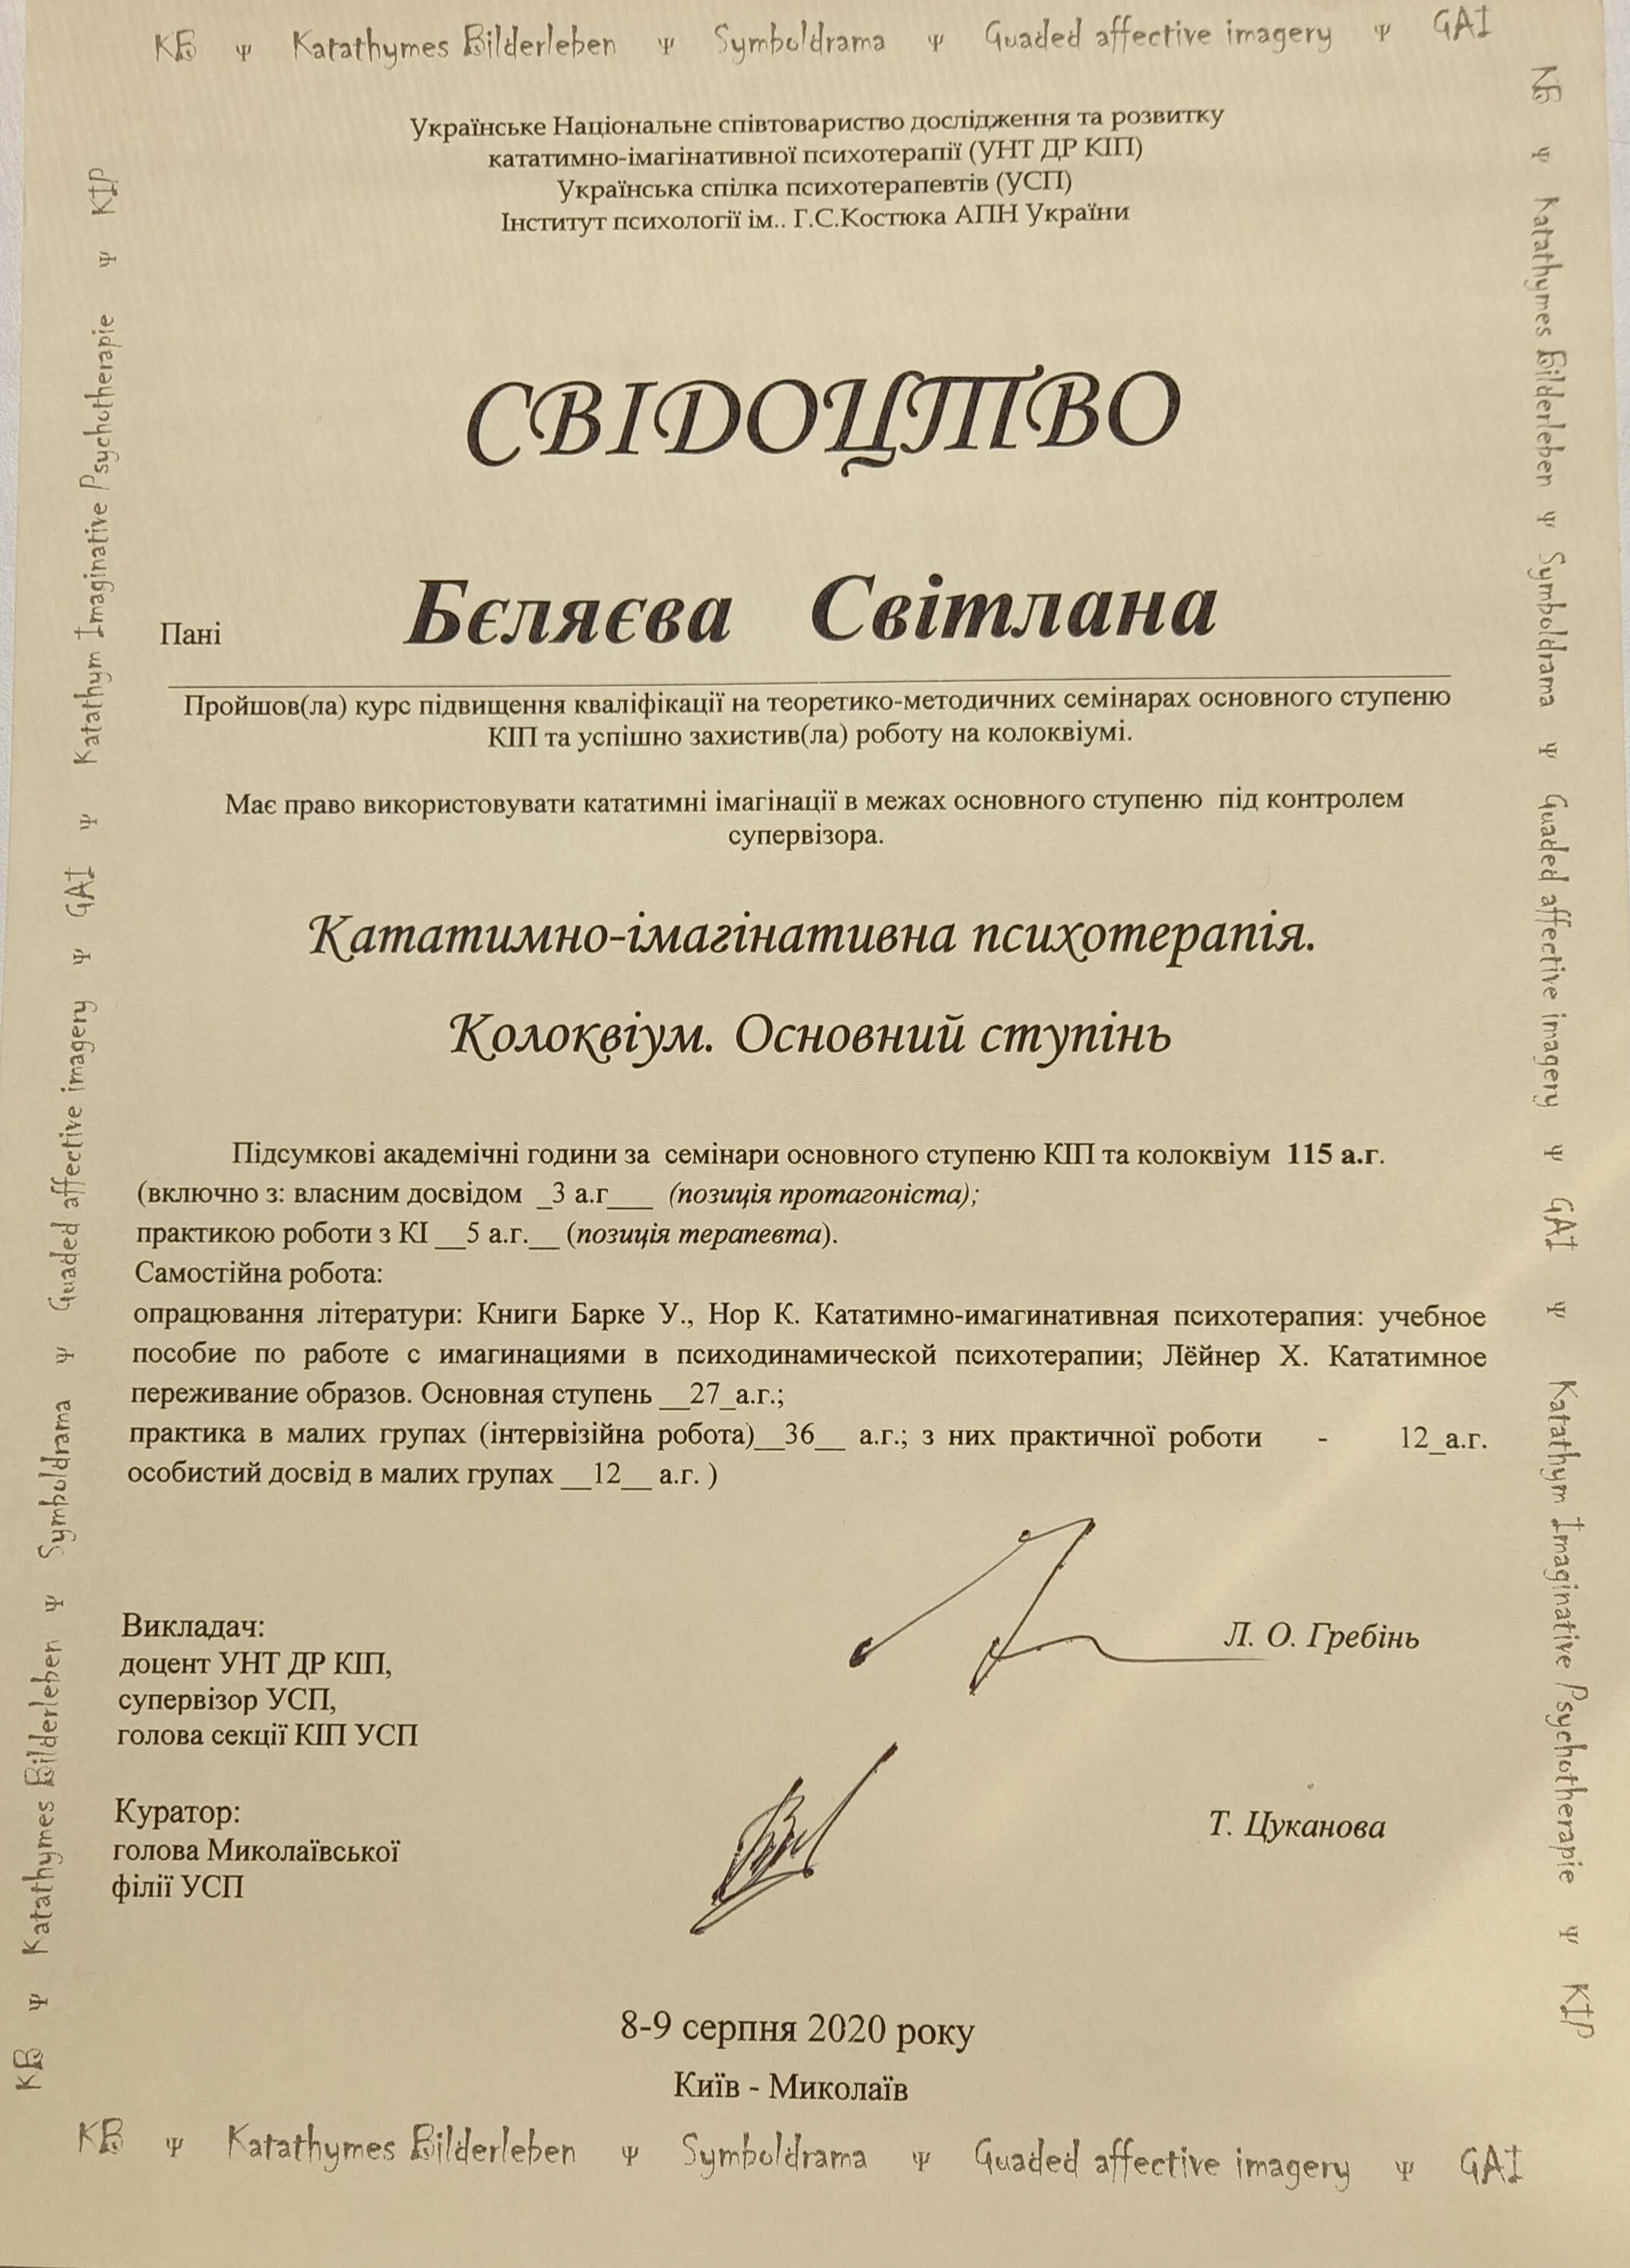 KB Ψ Katathymes Bilderleben Ψ Symboldrama Ψ Guaded affective imagery Ψ GAI
Українське Національне співтовариство дослідження та розвитку
кататимно-імагінативної психотерапії (УНТ ДР КІП)
Українська спілка психотерапевтів (УСП)
Інститут психології ім.. Г.С.Костюка АПН України
СВІДОЦТВО
Пані Бєляєва Світлана
Пройшов(ла) курс підвищення кваліфікації на теоретико-методичних семінарах основного ступеню
КІП та успішно захистив(ла) роботу на колоквіумі.
Має право використовувати кататимні імагінації в межах основного ступеню під контролем
супервізора.
Кататимно-імагінативна психотерапія.
Колоквіум. Основний ступінь
Підсумкові академічні години за семінари основного ступеню КІП та колоквіум 115 а.г.
(включно з: власним досвідом _3 а.г___ (позиція протагоніста);
практикою роботи з КІ __5 а.г.__ (позиція терапевта).
Самостійна робота:
опрацювання літератури: Книги Барке У., Нор К. Кататимно-имагинативная психотерапия: учебное
пособие по работе с имагинациями в психодинамической психотерапии; Лёйнер Х. Кататимное
переживание образов. Основная ступень __27_а.г.;
практика в малих групах (інтервізійна робота)__36__ а.г.; з них практичної роботи - 12_а.г.
особистий досвід в малих групах __12__ а.г. )
Викладач:
доцент УНТ ДР КІП,
супервізор УСП,
голова секції КІП УСП
Л. О. Гребінь
Куратор:
голова Миколаївської
філії УСП
Т. Цуканова
8-9 серпня 2020 року
Київ - Миколаїв
KB Ψ Katathymes Bilderleben Ψ Symboldrama Ψ Guaded affective imagery Ψ GAI
KB Ψ Katathymes Bilderleben Ψ Symboldrama Ψ Guaded affective imagery Ψ GAI Ψ Katathym Imaginative Psychotherapie Ψ KIP
KB Ψ Katathymes Bilderleben Ψ Symboldrama Ψ Guaded affective imagery Ψ GAI Ψ Katathym Imaginative Psychotherapie Ψ KIP